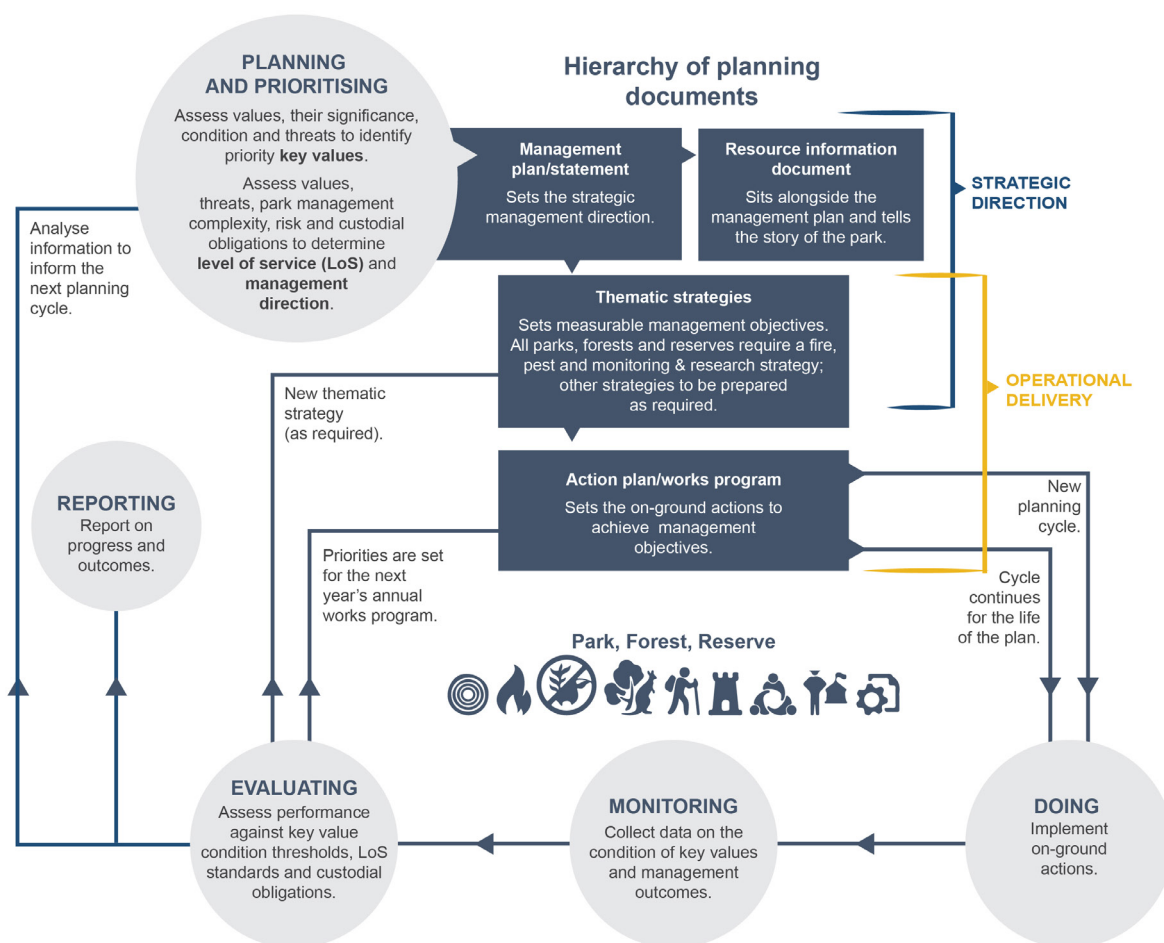 PLANNING
AND PRIORITISING
Assess values, their significance,
condition and threats to identify
priority key values.
Assess values,
threats, park management
complexity, risk and custodial
obligations to determine
level of service (LoS) and
management
direction.
Hierarchy of planning
documents
Management
plan/statement
Sets the strategic
management direction.
Resource information
document
Sits alongside the
management plan and tells
the story of the park.
STRATEGIC
DIRECTION
Analyse
information to
inform the
next planning
cycle.
Thematic strategies
Sets measurable management objectives.
All parks, forests and reserves require a fire,
pest and monitoring & research strategy;
other strategies to be prepared
as required.
OPERATIONAL
DELIVERY
New thematic
strategy
(as required).
Action plan/works program
Sets the on-ground actions to
achieve management
objectives.
New
planning
cycle.
REPORTING
Report on
progress and
outcomes.
Priorities are set
for the next
year's annual
works program.
Cycle
continues
for the life
of the plan.
Park, Forest, Reserve
EVALUATING
Assess performance
against key value
condition thresholds, LoS
standards and custodial
obligations.
MONITORING
Collect data on the
condition of key values
and management
outcomes.
DOING
Implement
on-ground
actions.